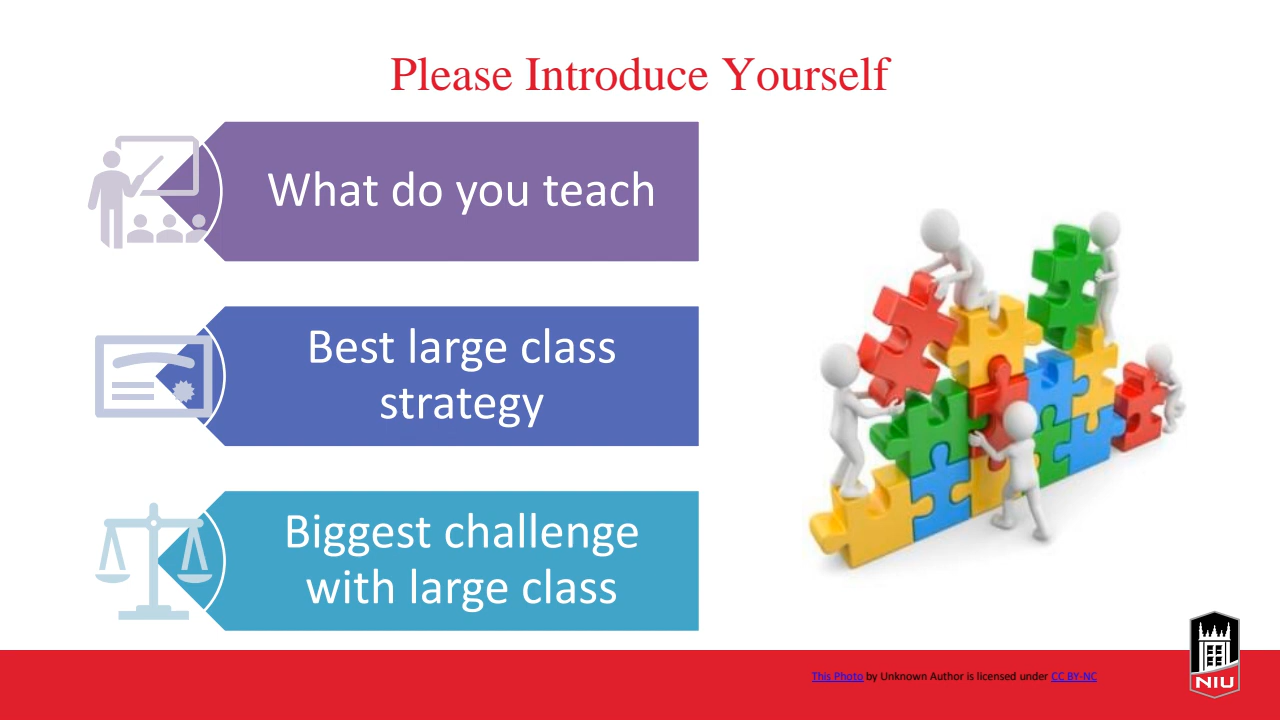 Please Introduce Yourself
What do you teach
Best large class
strategy
Biggest challenge
with large class
This Photo by Unknown Author is licensed under CC BY-NC
NIU